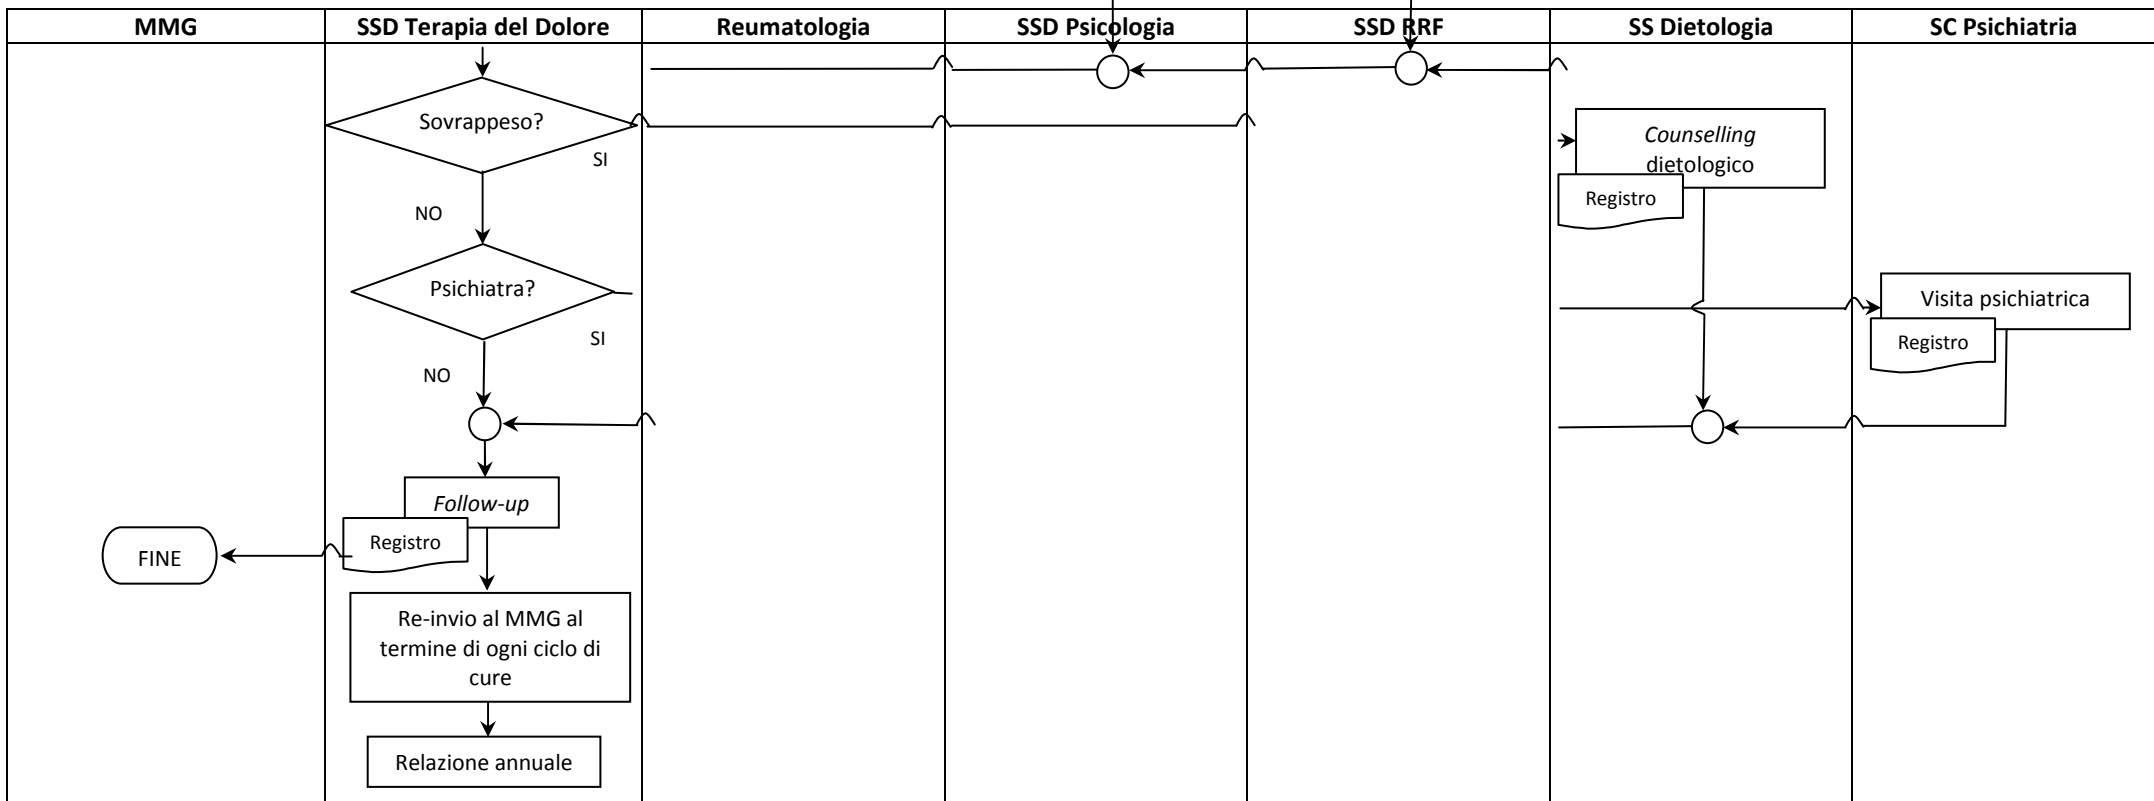 MMG
SSD Terapia del Dolore
Reumatologia
SSD Psicologia
SSD RRF
SS Dietologia
SC Psichiatria
Sovrappeso?
SI
NO
Counselling
dietologico
Registro
Psichiatra?
SI
NO
Visita psichiatrica
Registro
Follow-up
Registro
FINE
Re-invio al MMG al
termine di ogni ciclo di
cure
Relazione annuale